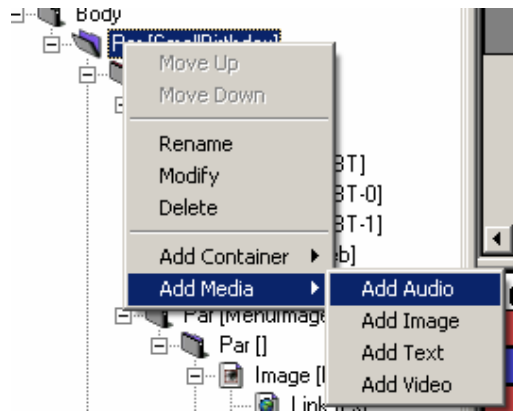 Body
Par [SmallBirthday]
Move Up
Move Down
Rename
Modify
BT]
Delete
BT-0]
BT-1]
Add Container
b]
Add Media
Add Audio
Par [MenuImage
Add Image
Par []
Add Text
Image [
Add Video
Link